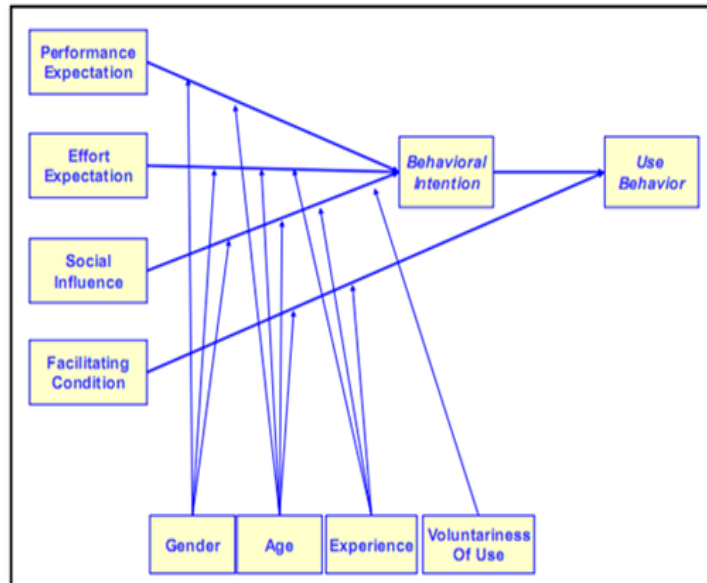 Performance
Expectation
Effort
Expectation
Behavioral
Intention
Use
Behavior
Social
Influence
Facilitating
Condition
Gender
Age
Experience
Voluntariness
Of Use